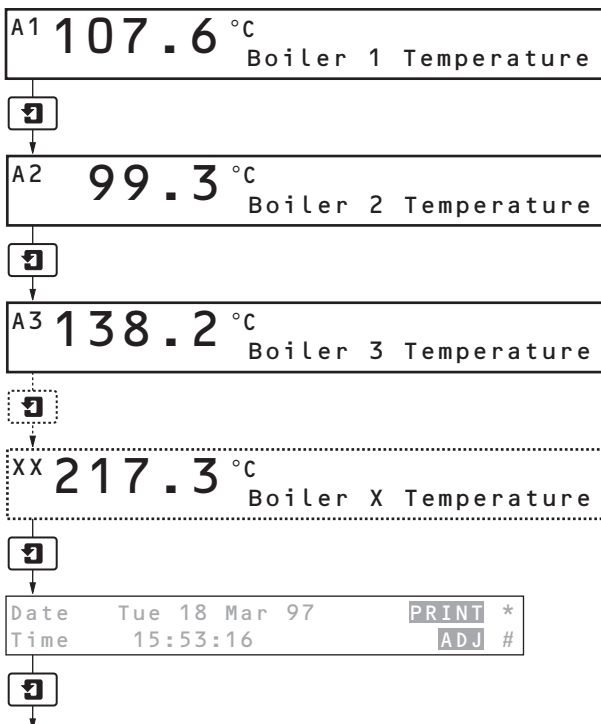 A1 107.6 °C
Boiler 1 Temperature
A2 99.3 °C
Boiler 2 Temperature
A3 138.2 °C
Boiler 3 Temperature
XX 217.3 °C
Boiler X Temperature
Date Tue 18 Mar 97 PRINT *
Time 15:53:16 ADJ #